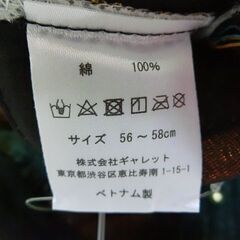 綿 100%
サイズ 56～58cm
株式会社ギャレット
東京都渋谷区恵比寿南1-15-1
ベトナム製